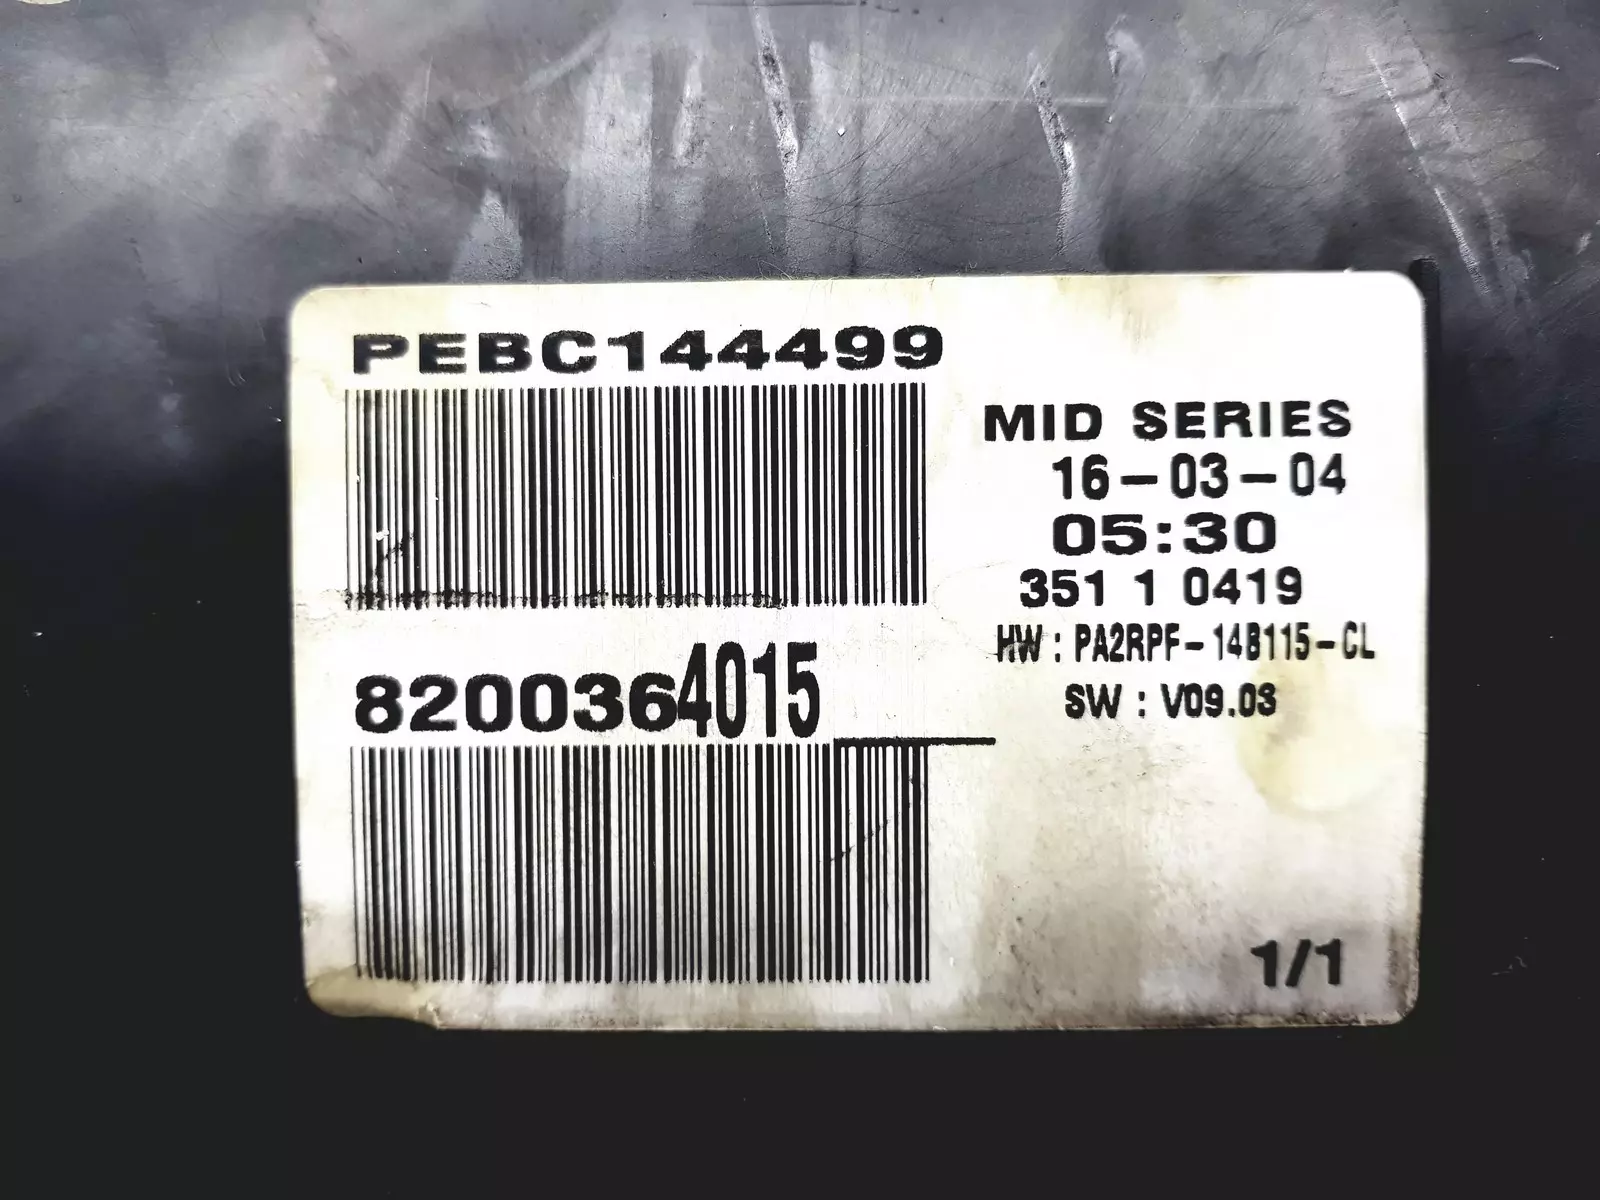 PEBC144499
MID SERIES
16-03-04
05:30
351 1 0419
HW : PA2RPF-14B115-CL
SW : V09.03
8200364015
1/1